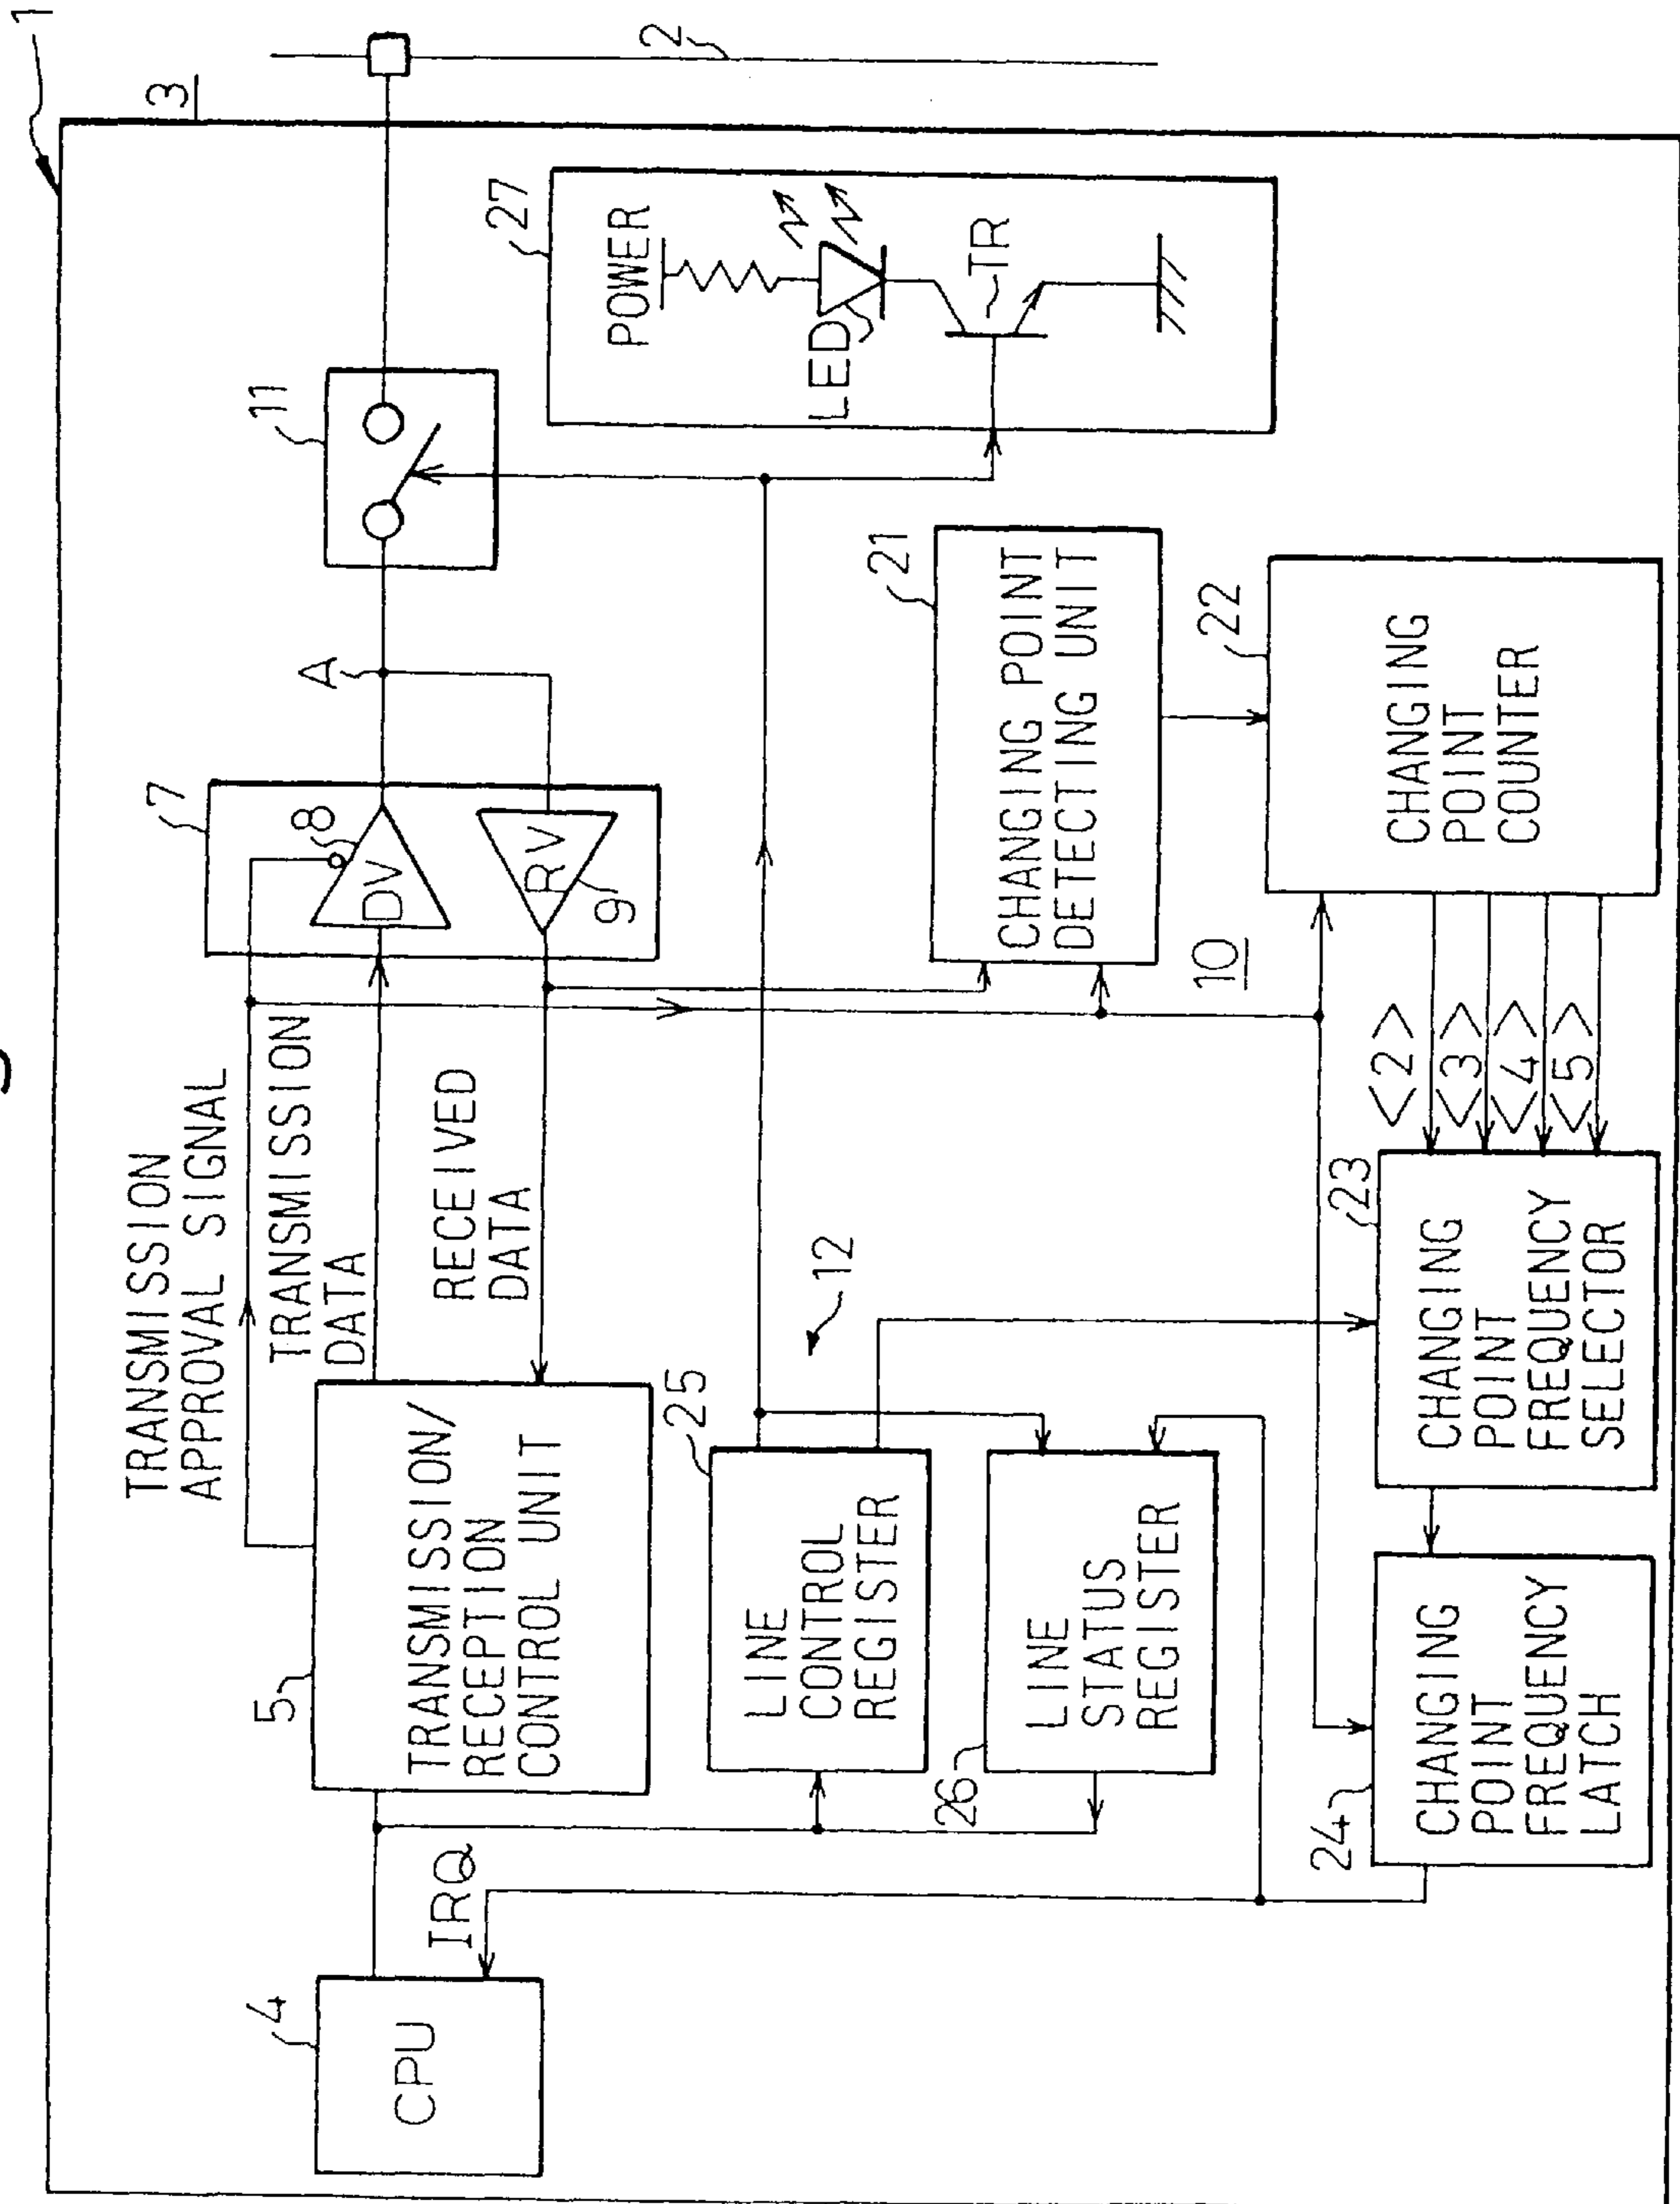 1
3
2
TRANSMISSION
APPROVAL SIGNAL
TRANSMISSION
DATA
RECEIVED
DATA
4
CPU
IRQ
5
TRANSMISSION/
RECEPTION
CONTROL UNIT
7
8
DV
RV
9
A
11
27
POWER
LED
TR
25
LINE
CONTROL
REGISTER
12
26
LINE
STATUS
REGISTER
21
CHANGING POINT
DETECTING UNIT
10
22
CHANGING
POINT
COUNTER
<2>
<3>
<4>
<5>
23
CHANGING
POINT
FREQUENCY
SELECTOR
24
CHANGING
POINT
FREQUENCY
LATCH